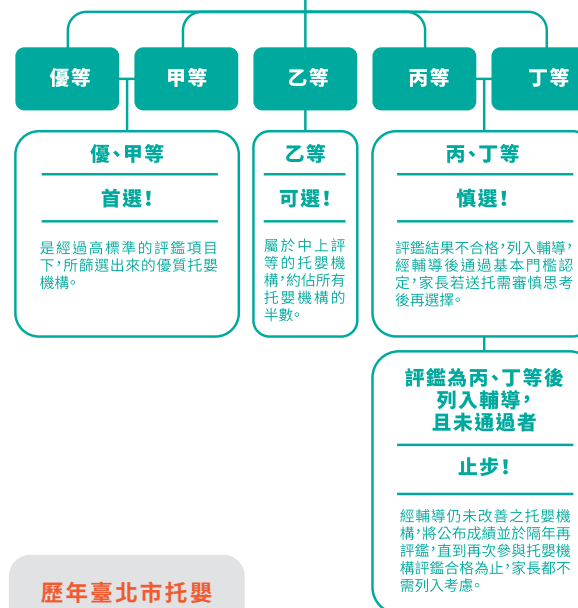 優等
甲等
乙等
丙等
丁等
優、甲等
首選！
是經過高標準的評鑑項目
下，所篩選出來的優質托嬰
機構。
乙等
可選！
屬於中上評
等的托嬰機
構，約佔所有
托嬰機構的
半數。
丙、丁等
慎選！
評鑑結果不合格，列入輔導，
經輔導後通過基本門檻認
定，家長若送托需審慎思考
後再選擇。
評鑑為丙、丁等後
列入輔導，
且未通過者
止步！
經輔導仍未改善之托嬰機
構，將公布成績並於隔年再
評鑑，直到再次參與托嬰機
構評鑑合格為止，家長都不
需列入考慮。
歷年臺北市托嬰